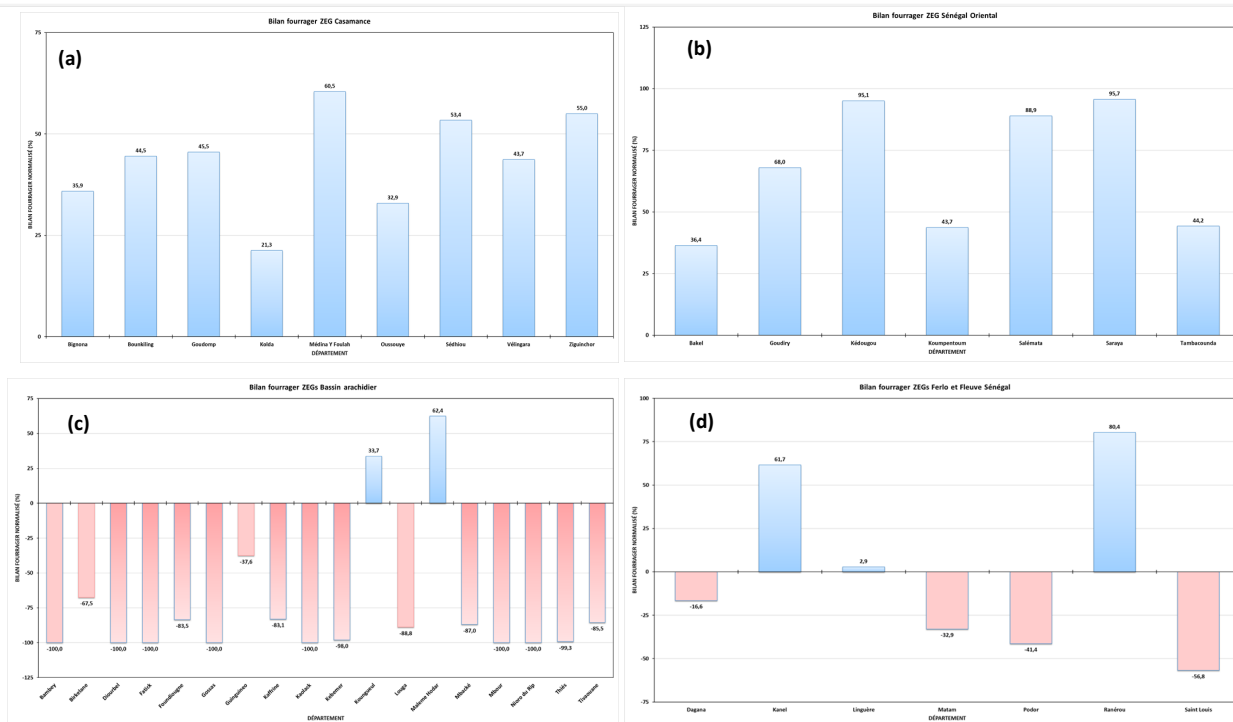 Bilan fourrager ZEG Casamance
(a)
BILAN FOURRAGER NORMALISÉ (%)
75
50
25
0
35,9
44,5
45,5
21,3
60,5
32,9
53,4
43,7
55,0
Bignona
Bounkiling
Goudomp
Kolda
Médina Y Foulah
Oussouye
Sédhiou
Vélingara
Ziguinchor
DÉPARTEMENT
Bilan fourrager ZEG Sénégal Oriental
(b)
BILAN FOURRAGER NORMALISÉ (%)
125
100
75
50
25
0
36,4
68,0
95,1
43,7
88,9
95,7
44,2
Bakel
Goudiry
Kédougou
Koumpentoum
Salémata
Saraya
Tambacounda
DÉPARTEMENT
Bilan fourrager ZEGs Bassin arachidier
(c)
BILAN FOURRAGER NORMALISÉ (%)
75
50
25
0
-25
-50
-75
-100
-125
-100,0
-67,5
-100,0
-100,0
-83,5
-100,0
-37,6
-83,1
-100,0
-98,0
33,7
-88,8
62,4
-87,0
-100,0
-100,0
-99,3
-85,5
Bambey
Birkelane
Diourbel
Fatick
Foundiougne
Gossas
Guinguineo
Kaffrine
Kaolack
Kebemer
Koungueul
Louga
Maleme Hodar
Mbacké
Mbour
Nioro du Rip
Thiès
Tivaouane
DÉPARTEMENT
Bilan fourrager ZEGs Ferlo et Fleuve Sénégal
(d)
BILAN FOURRAGER NORMALISÉ (%)
100
75
50
25
0
-25
-50
-75
-16,6
61,7
2,9
-32,9
-41,4
80,4
-56,8
Dagana
Kanel
Linguère
Matam
Podor
Ranérou
Saint Louis
DÉPARTEMENT